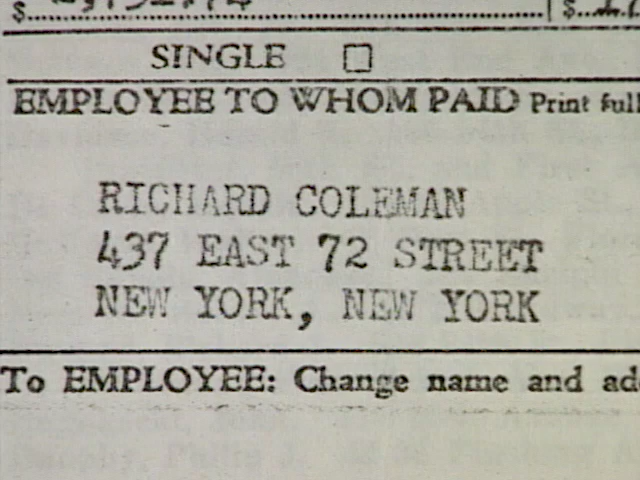 $
$
SINGLE
EMPLOYEE TO WHOM PAID Print full
RICHARD COLEMAN
437 EAST 72 STREET
NEW YORK, NEW YORK
To EMPLOYEE: Change name and add